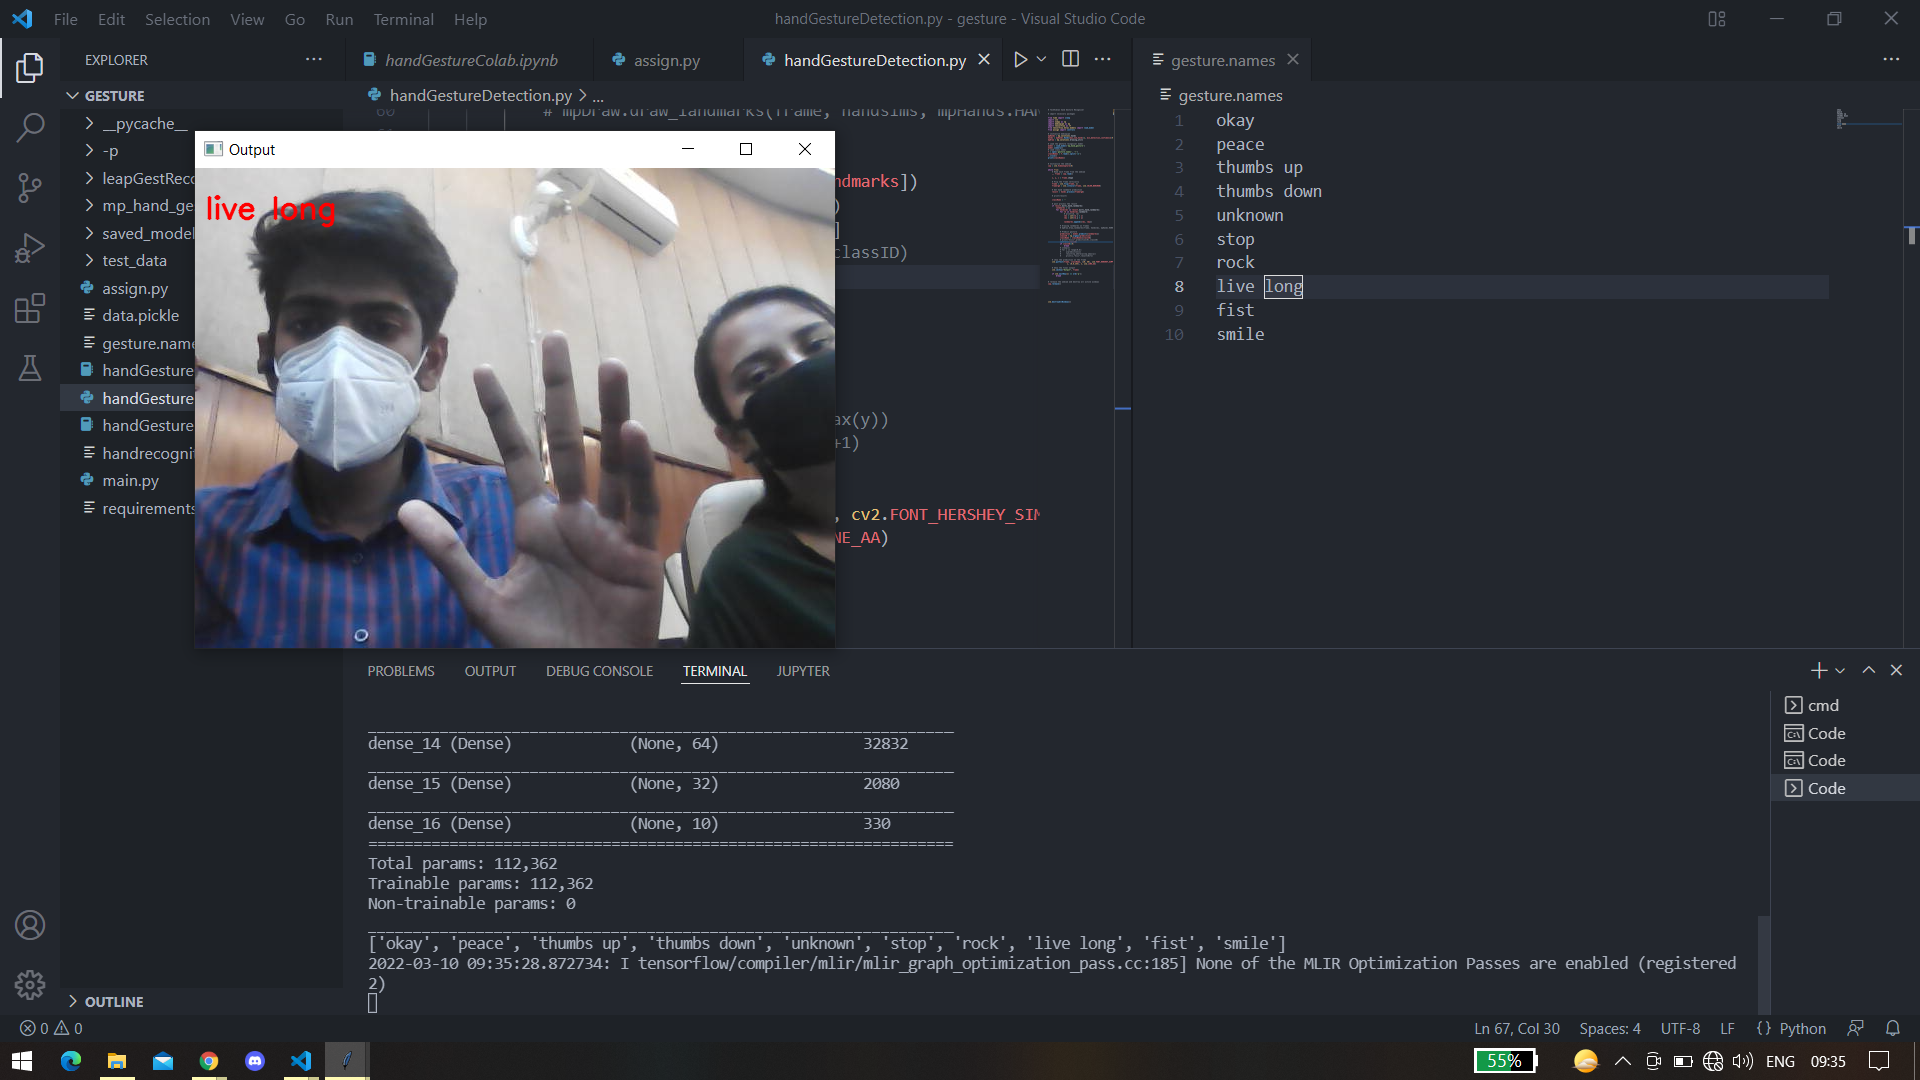 File Edit Selection View Go Run Terminal Help
handGestureDetection.py - gesture - Visual Studio Code
EXPLORER
handGestureColab.ipynb
assign.py
handGestureDetection.py
gesture.names
GESTURE
handGestureDetection.py > ...
gesture.names
__pycache__
-p
leapGestReco
mp_hand_ge
saved_model
test_data
assign.py
data.pickle
gesture.name
handGesture
handGesture
handGesture
handrecognit
main.py
requirements
OUTLINE
60 # mpDraw.draw_landmarks(frame, handslms, mpHands.HAN
Output
live long
ndmarks])
)
]
classID)
ax(y))
+1)
, cv2.FONT_HERSHEY_SIM
NE_AA)
1 okay
2 peace
3 thumbs up
4 thumbs down
5 unknown
6 stop
7 rock
8 live long
9 fist
10 smile
PROBLEMS OUTPUT DEBUG CONSOLE TERMINAL JUPYTER
dense_14 (Dense) (None, 64) 32832
dense_15 (Dense) (None, 32) 2080
dense_16 (Dense) (None, 10) 330
=================================================================
Total params: 112,362
Trainable params: 112,362
Non-trainable params: 0
['okay', 'peace', 'thumbs up', 'thumbs down', 'unknown', 'stop', 'rock', 'live long', 'fist', 'smile']
2022-03-10 09:35:28.872734: I tensorflow/compiler/mlir/mlir_graph_optimization_pass.cc:185] None of the MLIR Optimization Passes are enabled (registered
2)
cmd
Code
Code
Code
0 0
Ln 67, Col 30 Spaces: 4 UTF-8 LF {} Python
55%
ENG 09:35